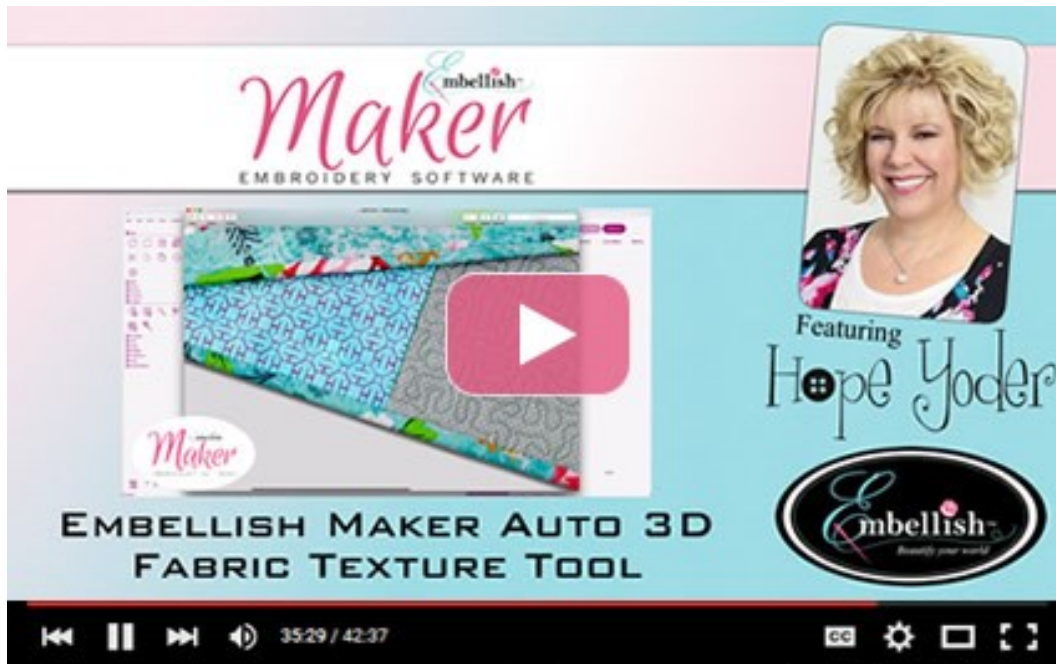 Embellish
Maker
EMBROIDERY SOFTWARE
Featuring
Hope Yoder
Maker
Embellish
Beautify your world
EMBELLISH MAKER AUTO 3D
FABRIC TEXTURE TOOL
35:29 / 42:37
CC